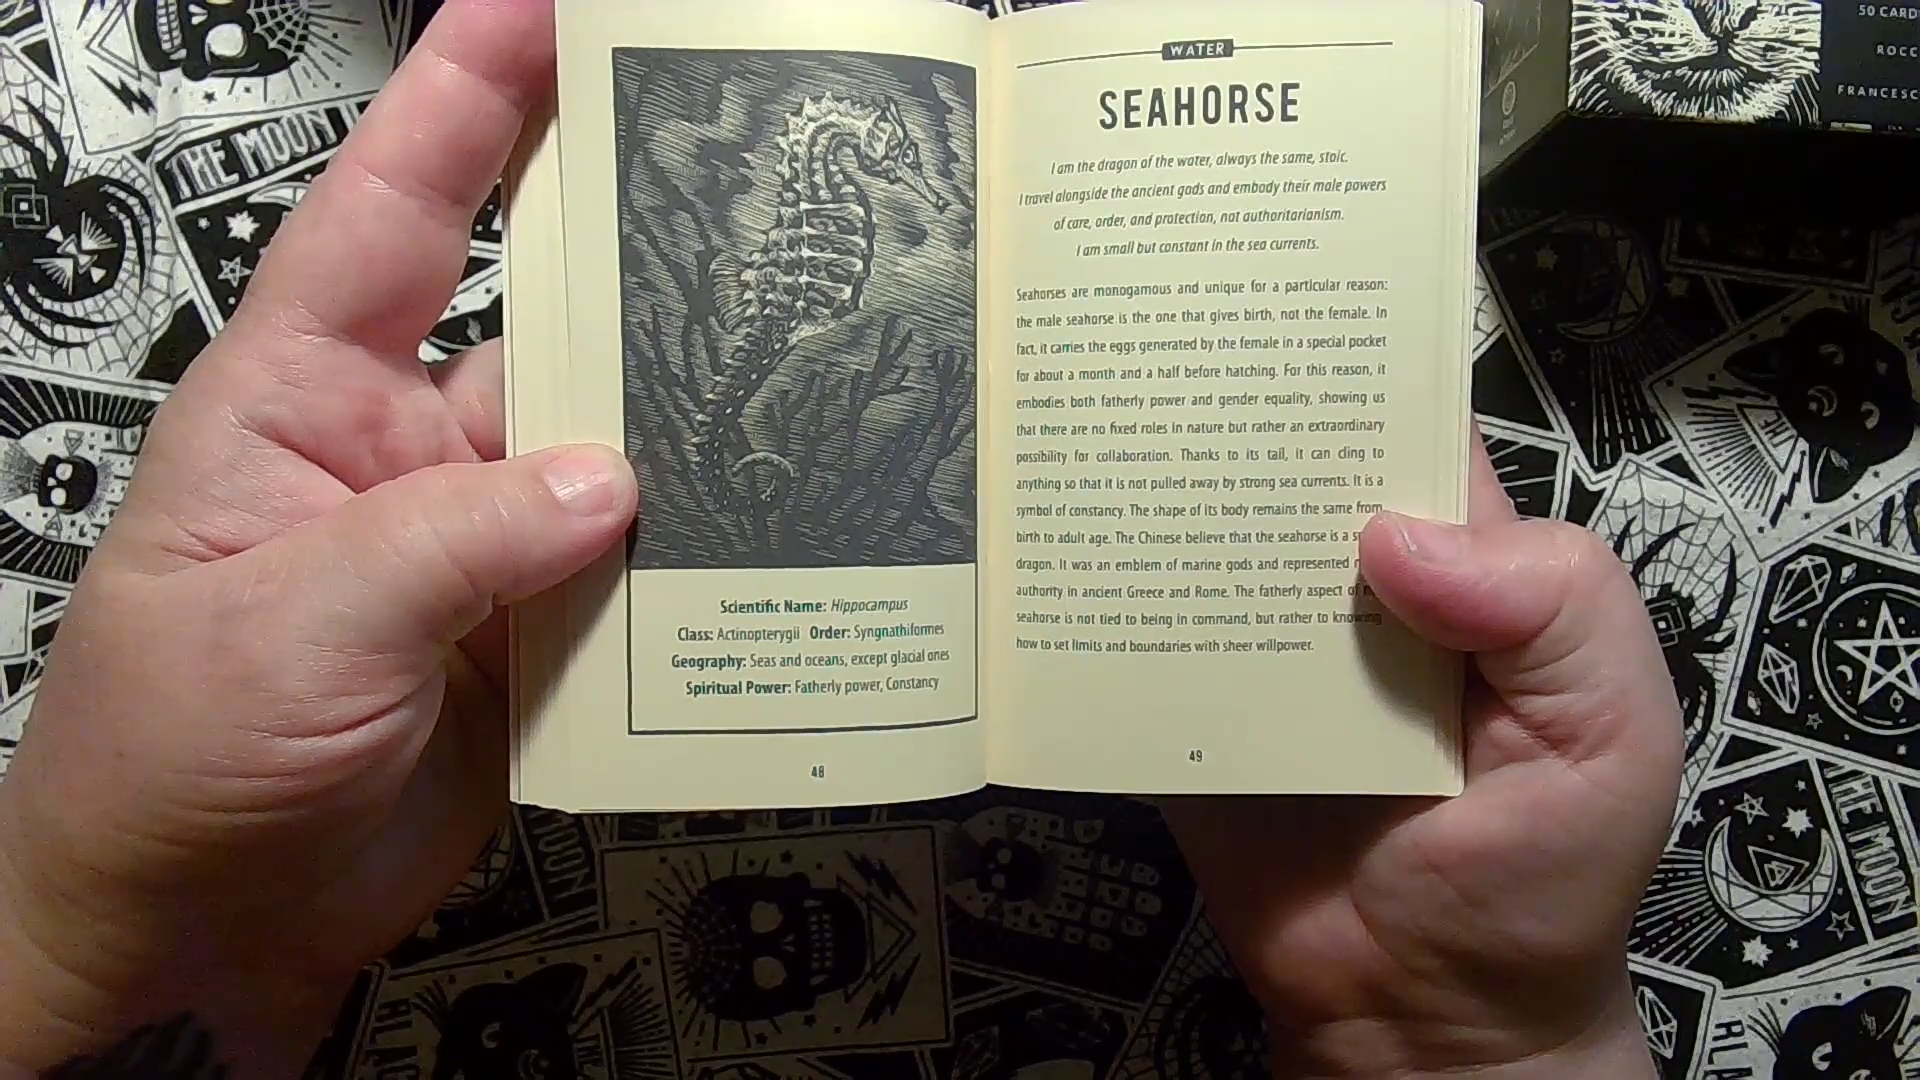 Scientific Name: Hippocampus
Class: Actinopterygii Order: Syngnathiformes
Geography: Seas and oceans, except glacial ones
Spiritual Power: Fatherly power, Constancy
48
WATER
SEAHORSE
I am the dragon of the water, always the same, stoic.
I travel alongside the ancient gods and embody their male powers
of care, order, and protection, not authoritarianism.
I am small but constant in the sea currents.
Seahorses are monogamous and unique for a particular reason:
the male seahorse is the one that gives birth, not the female. In
fact, it carries the eggs generated by the female in a special pocket
for about a month and a half before hatching. For this reason, it
embodies both fatherly power and gender equality, showing us
that there are no fixed roles in nature but rather an extraordinary
possibility for collaboration. Thanks to its tail, it can cling to
anything so that it is not pulled away by strong sea currents. It is a
symbol of constancy. The shape of its body remains the same from
birth to adult age. The Chinese believe that the seahorse is a
dragon. It was an emblem of marine gods and represented
authority in ancient Greece and Rome. The fatherly aspect of
seahorse is not tied to being in command, but rather to knowing
how to set limits and boundaries with sheer willpower.
49
50 CARD
ROCC
FRANCESC
THE MOON
THE MOON